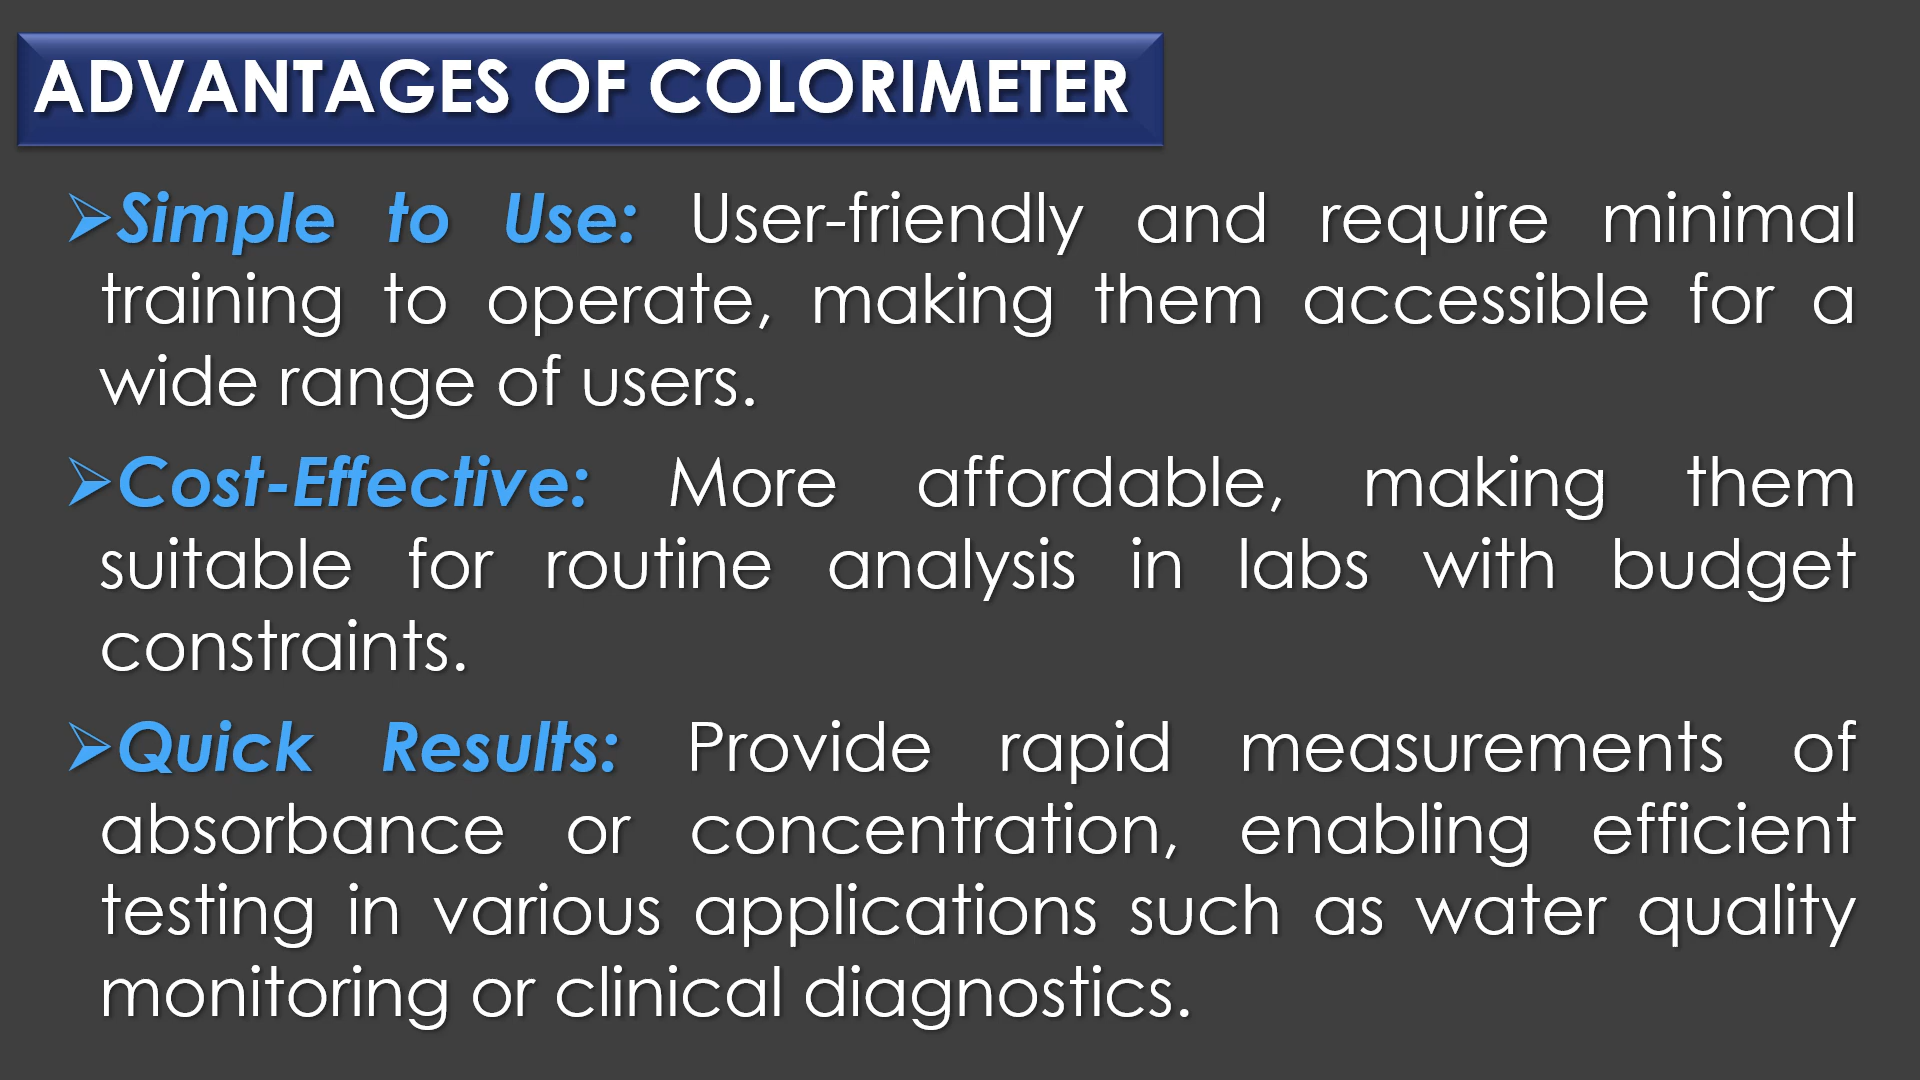 ADVANTAGES OF COLORIMETER
➢Simple to Use: User-friendly and require minimal
training to operate, making them accessible for a
wide range of users.
➢Cost-Effective: More affordable, making them
suitable for routine analysis in labs with budget
constraints.
➢Quick Results: Provide rapid measurements of
absorbance or concentration, enabling efficient
testing in various applications such as water quality
monitoring or clinical diagnostics.